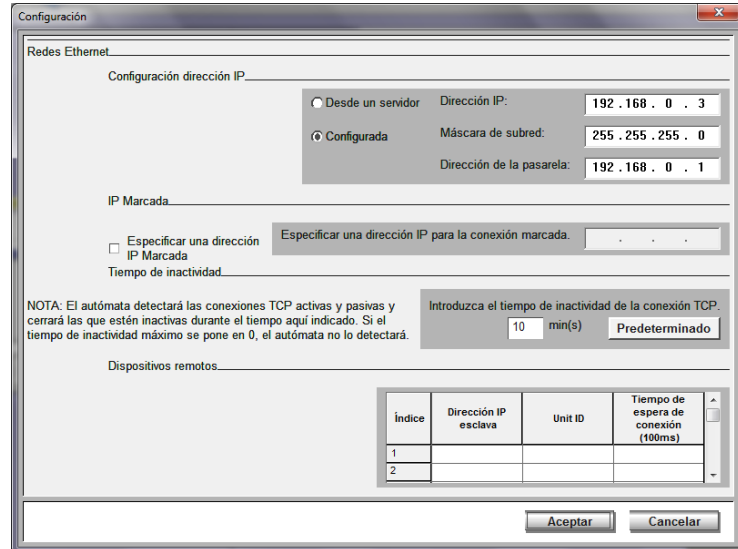 Configuración
Redes Ethernet
Configuración dirección IP
Desde un servidor
Dirección IP:
192.168. 0 . 3
Configurada
Máscara de subred:
255.255.255. 0
Dirección de la pasarela:
192.168. 0 . 1
IP Marcada
Especificar una dirección
IP Marcada
Especificar una dirección IP para la conexión marcada.
. . .
Tiempo de inactividad
NOTA: El autómata detectará las conexiones TCP activas y pasivas y
cerrará las que estén inactivas durante el tiempo aquí indicado. Si el
tiempo de inactividad máximo se pone en 0, el autómata no lo detectará.
Introduzca el tiempo de inactividad de la conexión TCP.
10 min(s) Predeterminado
Dispositivos remotos
Índice
Dirección IP
esclava
Unit ID
Tiempo de
espera de
conexión
(100ms)
1
2
Aceptar
Cancelar